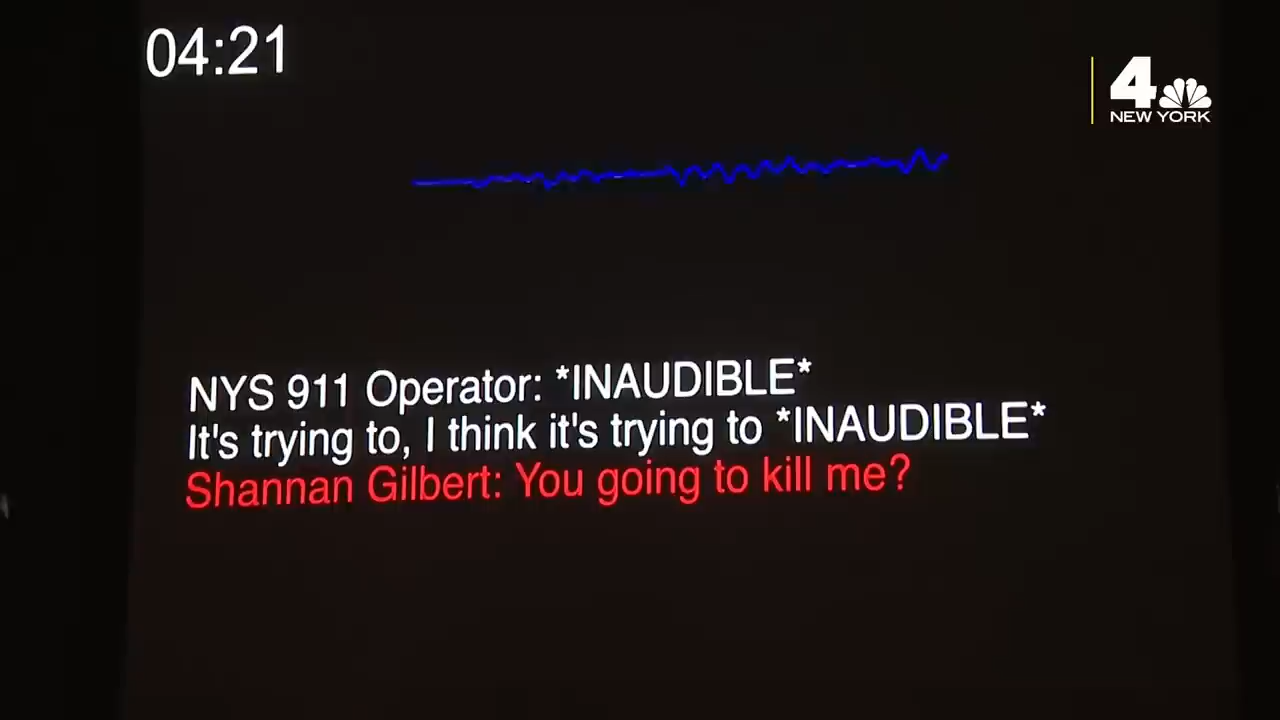 04:21
4
NEW YORK
NYS 911 Operator: *INAUDIBLE*
It's trying to, I think it's trying to *INAUDIBLE*
Shannan Gilbert: You going to kill me?